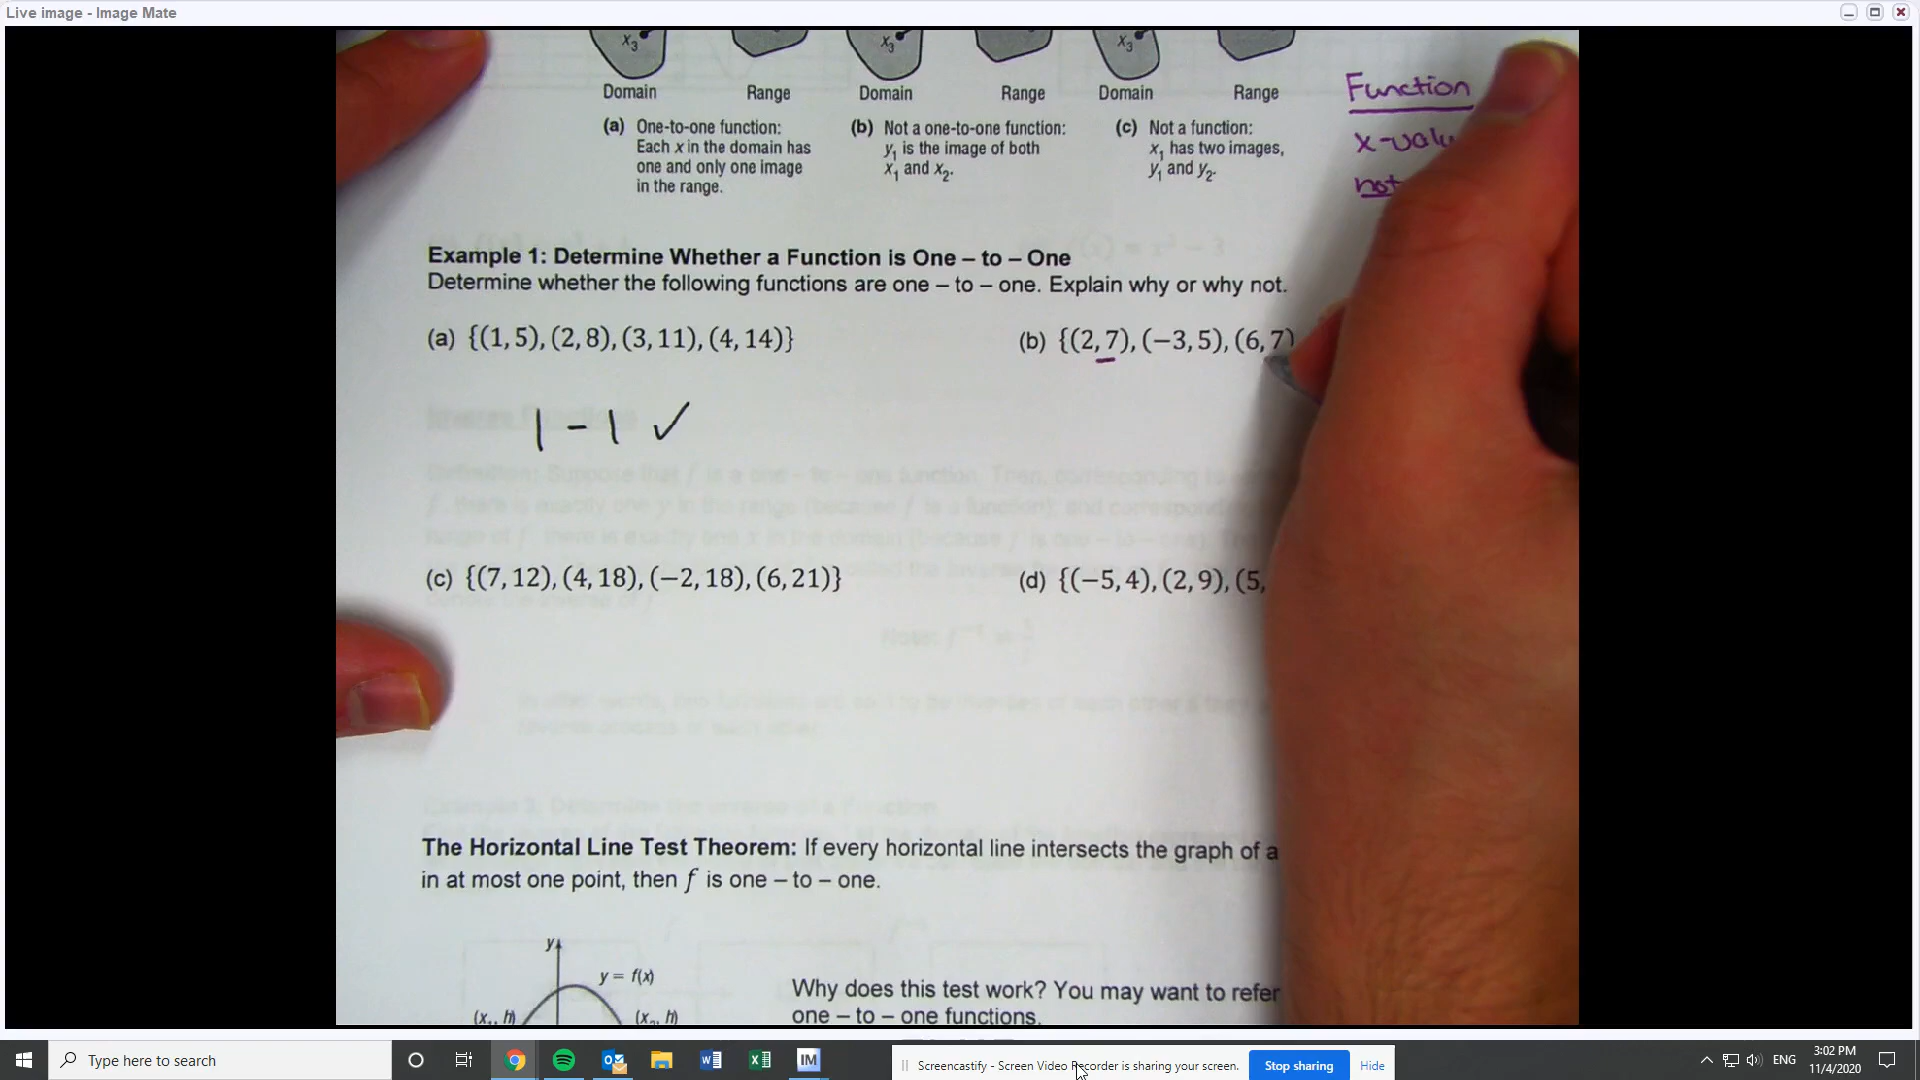 Live image - Image Mate
x3
x3
x3
Domain Range Domain Range Domain Range
(a) One-to-one function:
Each x in the domain has
one and only one image
in the range.
(b) Not a one-to-one function:
y1 is the image of both
x1 and x2.
(c) Not a function:
x1 has two images,
y1 and y2.
Function
not
Example 1: Determine Whether a Function is One – to – One
Determine whether the following functions are one – to – one. Explain why or why not.
(a) {(1, 5), (2, 8), (3, 11), (4, 14)}
(b) {(2, 7), (−3, 5), (6, 7)
1 - 1 ✓
(c) {(7, 12), (4, 18), (−2, 18), (6, 21)}
(d) {(−5, 4), (2, 9), (5,
The Horizontal Line Test Theorem: If every horizontal line intersects the graph of a
in at most one point, then f is one – to – one.
y
y = f(x)
Why does this test work? You may want to refer
one – to – one functions.
Type here to search
Screencastify - Screen Video Recorder is sharing your screen.
Stop sharing
Hide
ENG
3:02 PM
11/4/2020